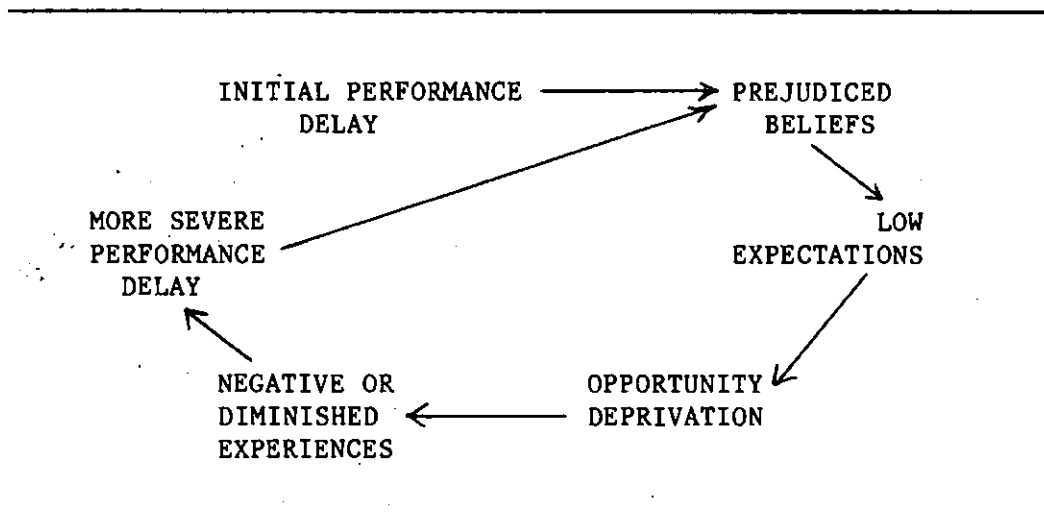 INITIAL PERFORMANCE
DELAY
PREJUDICED
BELIEFS
LOW
EXPECTATIONS
OPPORTUNITY
DEPRIVATION
NEGATIVE OR
DIMINISHED
EXPERIENCES
MORE SEVERE
PERFORMANCE
DELAY